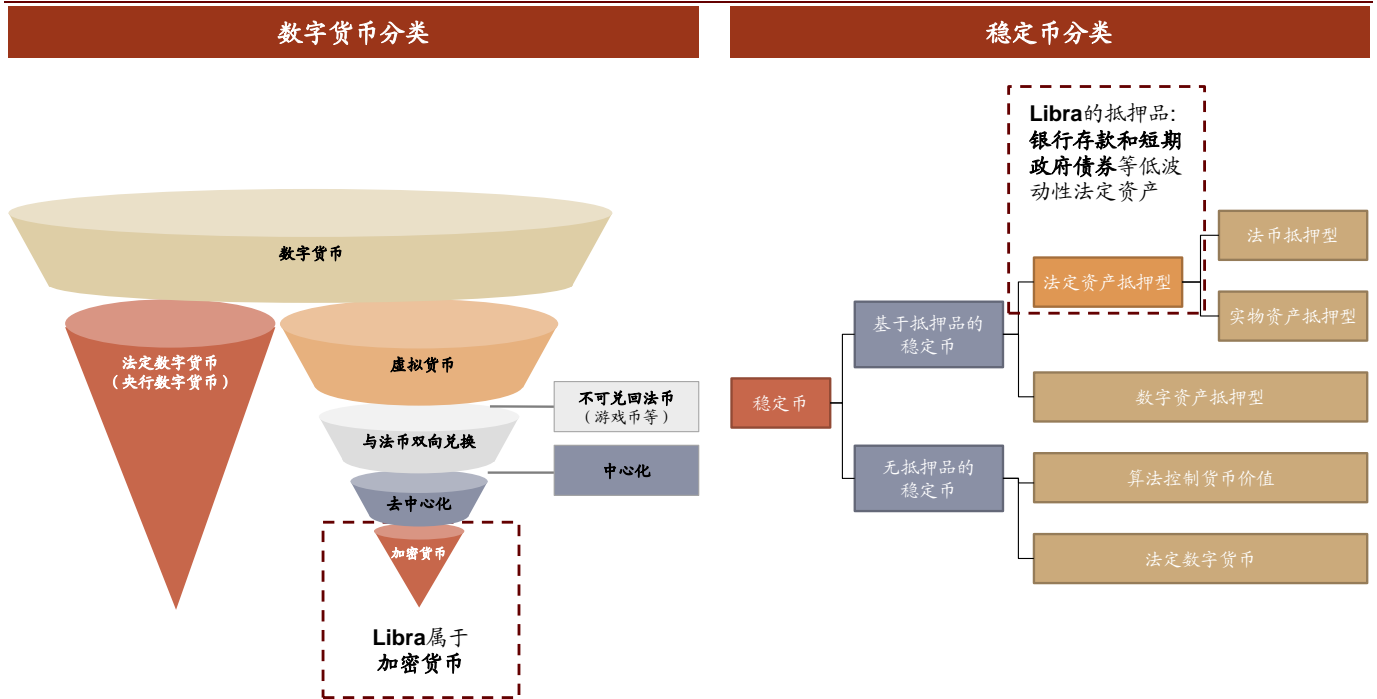 数字货币分类
数字货币
法定数字货币
（央行数字货币）
虚拟货币
不可兑回法币
（游戏币等）
与法币双向兑换
中心化
去中心化
加密货币
Libra属于
加密货币
稳定币分类
Libra的抵押品:
银行存款和短期
政府债券等低波
动性法定资产
法币抵押型
法定资产抵押型
实物资产抵押型
基于抵押品的
稳定币
数字资产抵押型
稳定币
无抵押品的
稳定币
算法控制货币价值
法定数字货币